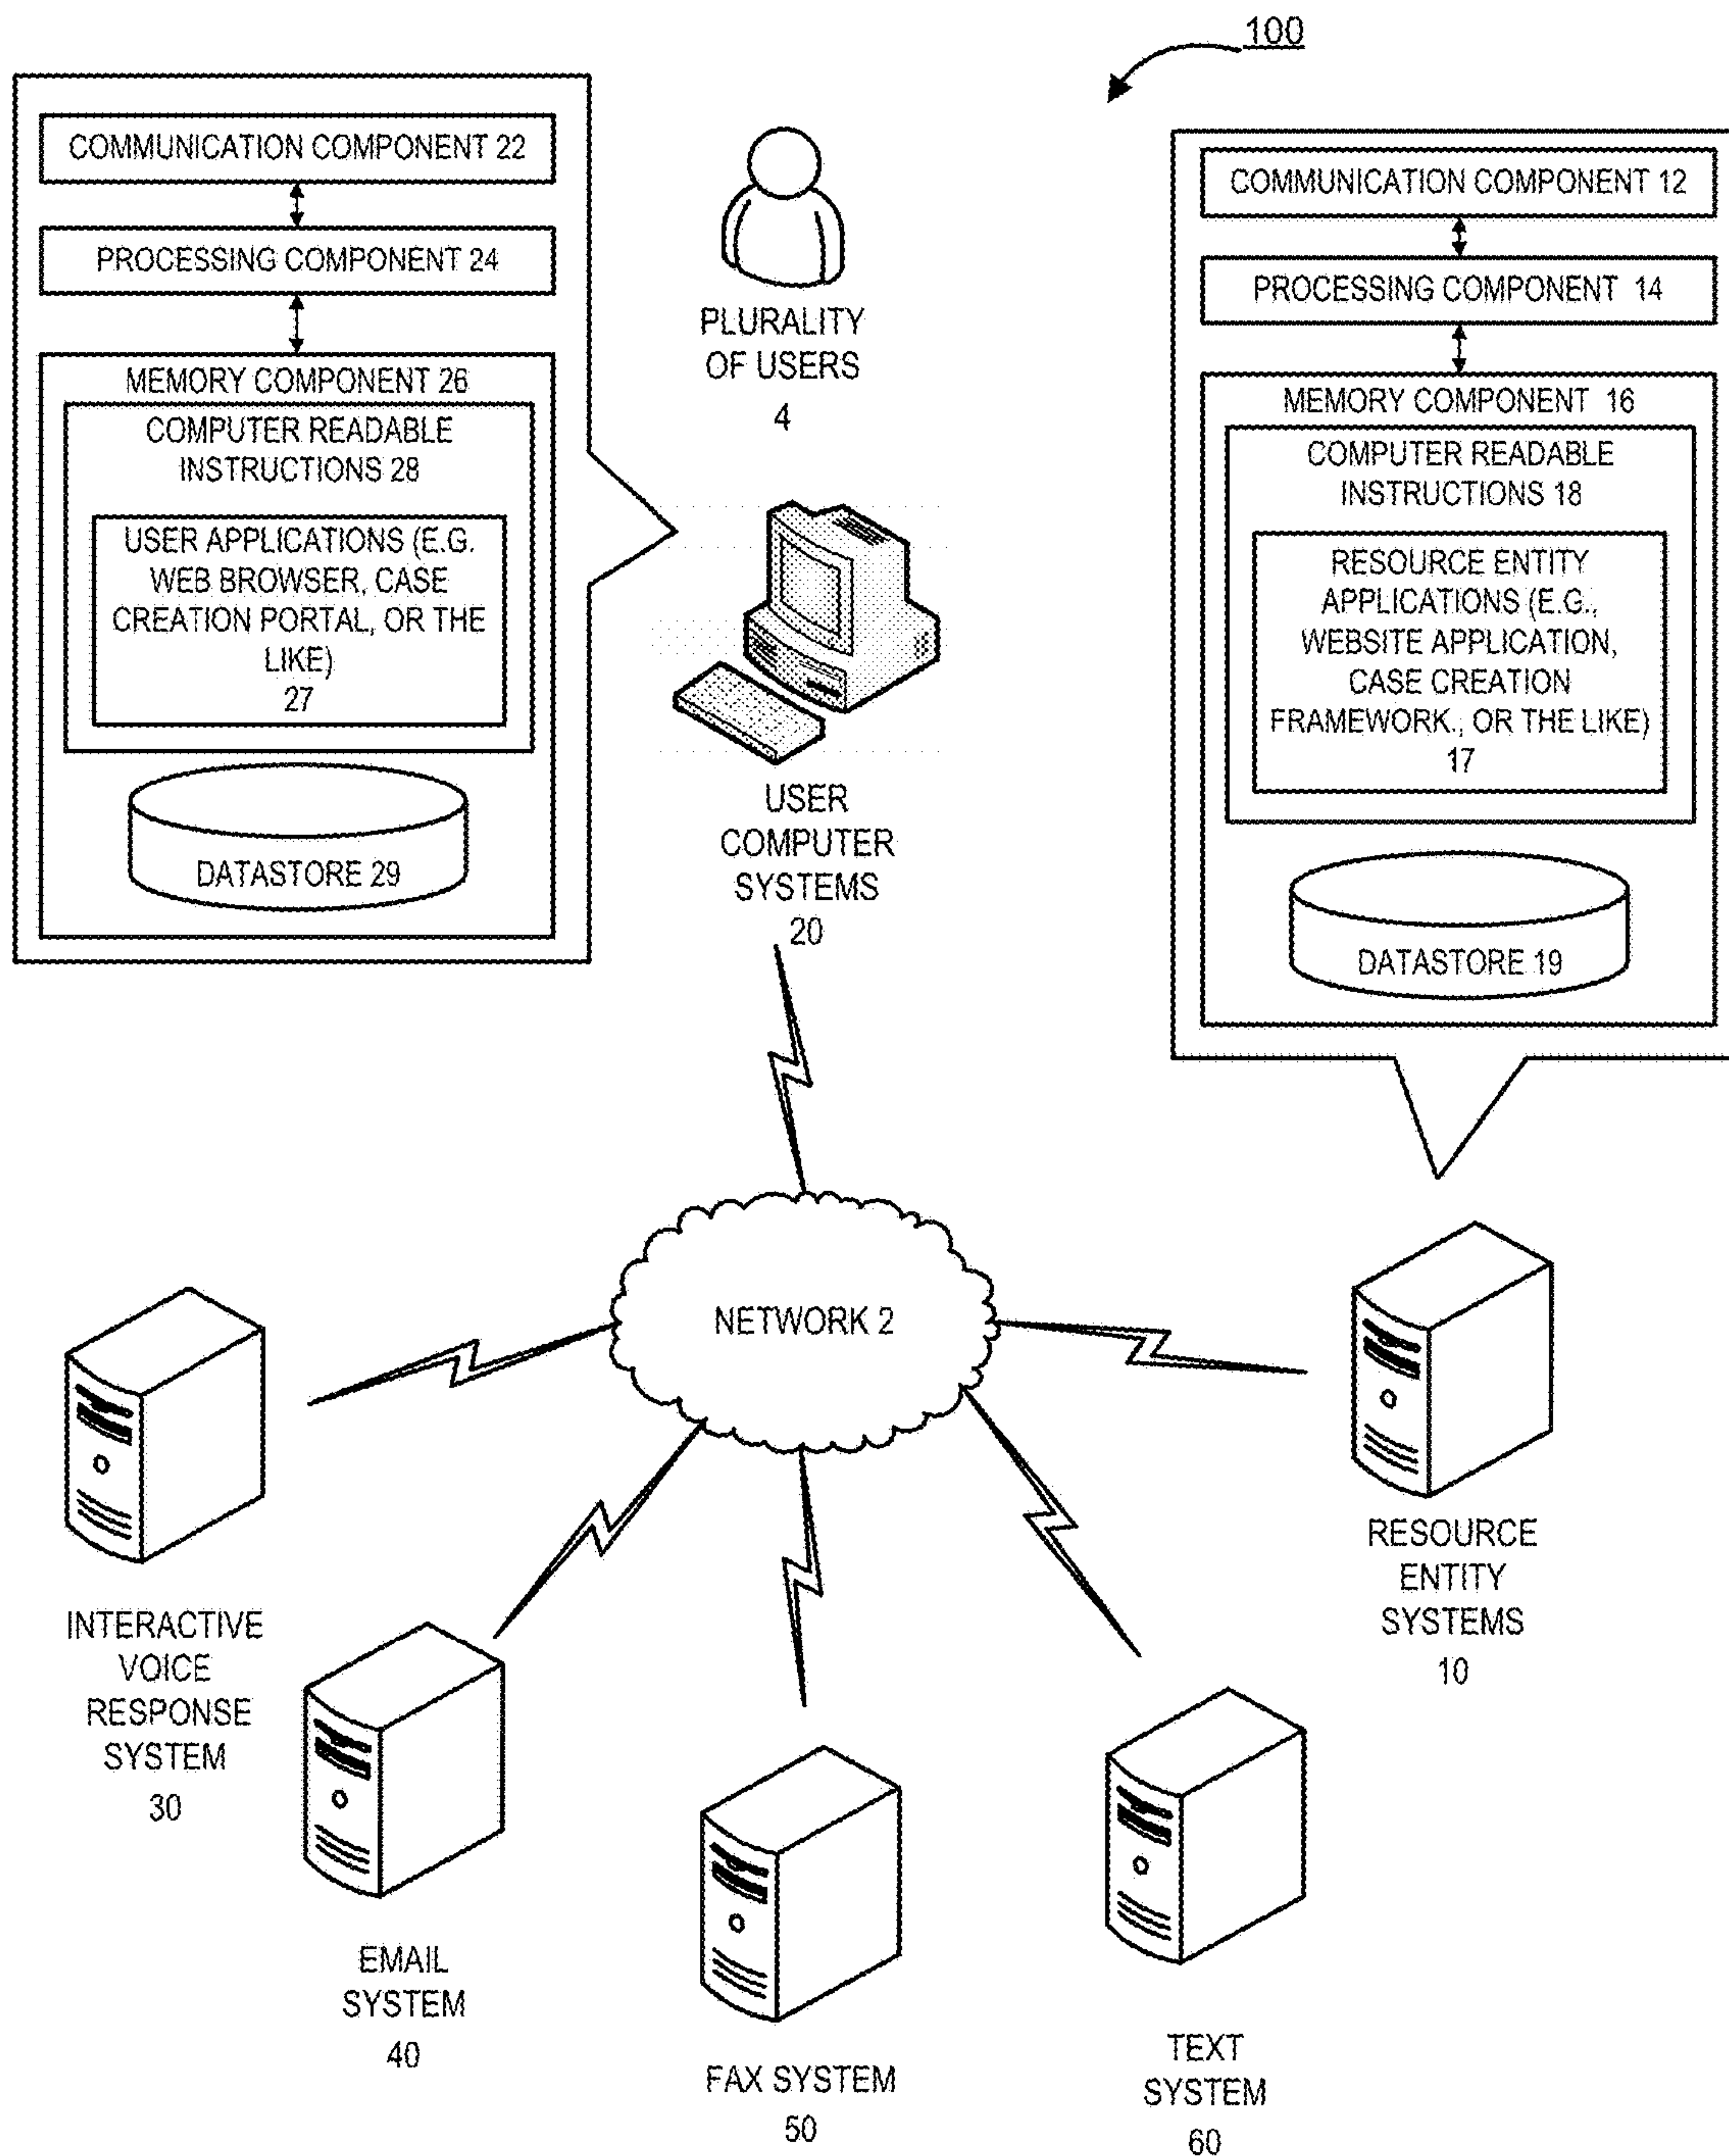 100
COMMUNICATION COMPONENT 22
PROCESSING COMPONENT 24
MEMORY COMPONENT 26
COMPUTER READABLE
INSTRUCTIONS 28
USER APPLICATIONS (E.G.
WEB BROWSER, CASE
CREATION PORTAL, OR THE
LIKE)
27
DATASTORE 29
PLURALITY
OF USERS
4
USER
COMPUTER
SYSTEMS
20
COMMUNICATION COMPONENT 12
PROCESSING COMPONENT 14
MEMORY COMPONENT 16
COMPUTER READABLE
INSTRUCTIONS 18
RESOURCE ENTITY
APPLICATIONS (E.G.,
WEBSITE APPLICATION,
CASE CREATION
FRAMEWORK., OR THE LIKE)
17
DATASTORE 19
NETWORK 2
INTERACTIVE
VOICE
RESPONSE
SYSTEM
30
EMAIL
SYSTEM
40
FAX SYSTEM
50
TEXT
SYSTEM
60
RESOURCE
ENTITY
SYSTEMS
10